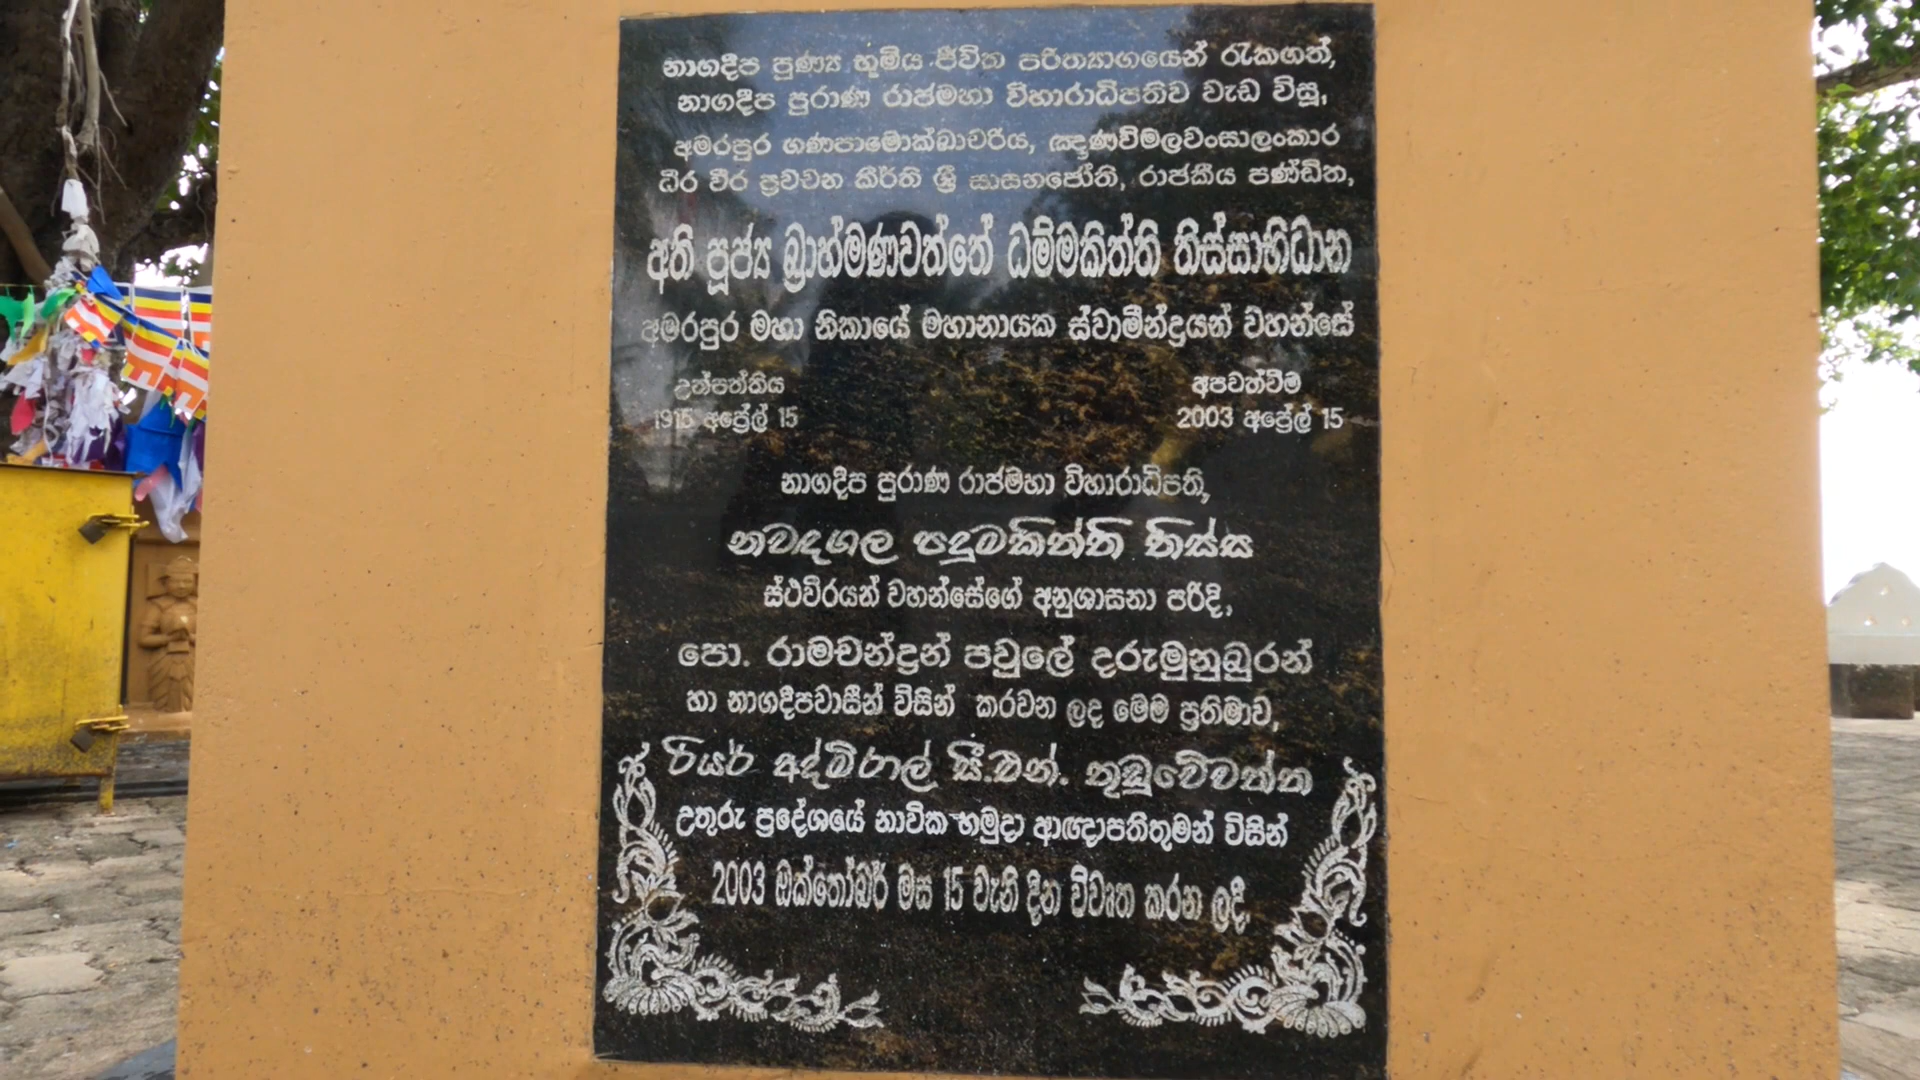 නාගදීප පුණ්‍ය භූමිය ජීවිත පරිත්‍යාගයෙන් රැකගත්,
නාගදීප පුරාණ රාජමහා විහාරාධිපතිව වැඩ විසූ,
අමරපුර ගණපාමොක්ඛාචරිය, ඤාණවිමලවංසාලංකාර
ධීර වීර ප්‍රවචන කීර්ති ශ්‍රී සාසනජෝති, රාජකීය පණ්ඩිත,
අති පූජ්‍ය බ්‍රාහ්මණවත්තේ ධම්මකිත්ති තිස්සාභිධාන
අමරපුර මහා නිකායේ මහානායක ස්වාමීන්ද්‍රයන් වහන්සේ
උත්පත්තිය
1915 අප්‍රේල් 15
අපවත්වීම
2003 අප්‍රේල් 15
නාගදීප පුරාණ රාජමහා විහාරාධිපති,
නවදගල පදුමකිත්ති තිස්ස
ස්ථවිරයන් වහන්සේගේ අනුශාසනා පරිදි,
පො. රාමචන්ද්‍රන් පවුලේ දරුමුනුබුරන්
හා නාගදීපවාසීන් විසින් කරවන ලද මෙම ප්‍රතිමාව,
රියර් අද්මිරාල් සී.එන්. තුඩුවේවත්ත
උතුරු ප්‍රදේශයේ නාවික හමුදා ආඥාපතිතුමන් විසින්
2003 ඔක්තෝබර් මස 15 වැනි දින විවෘත කරන ලදී.